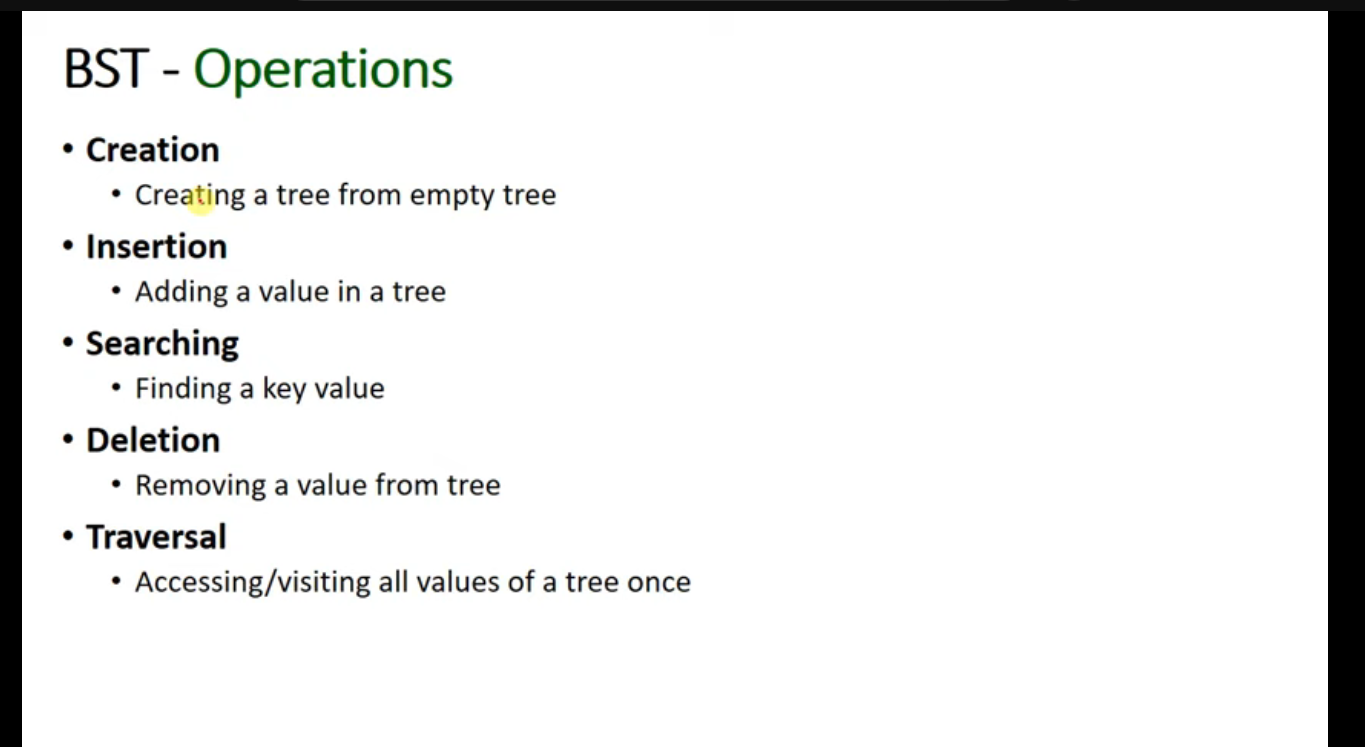 BST - Operations
• Creation
• Creating a tree from empty tree
• Insertion
• Adding a value in a tree
• Searching
• Finding a key value
• Deletion
• Removing a value from tree
• Traversal
• Accessing/visiting all values of a tree once